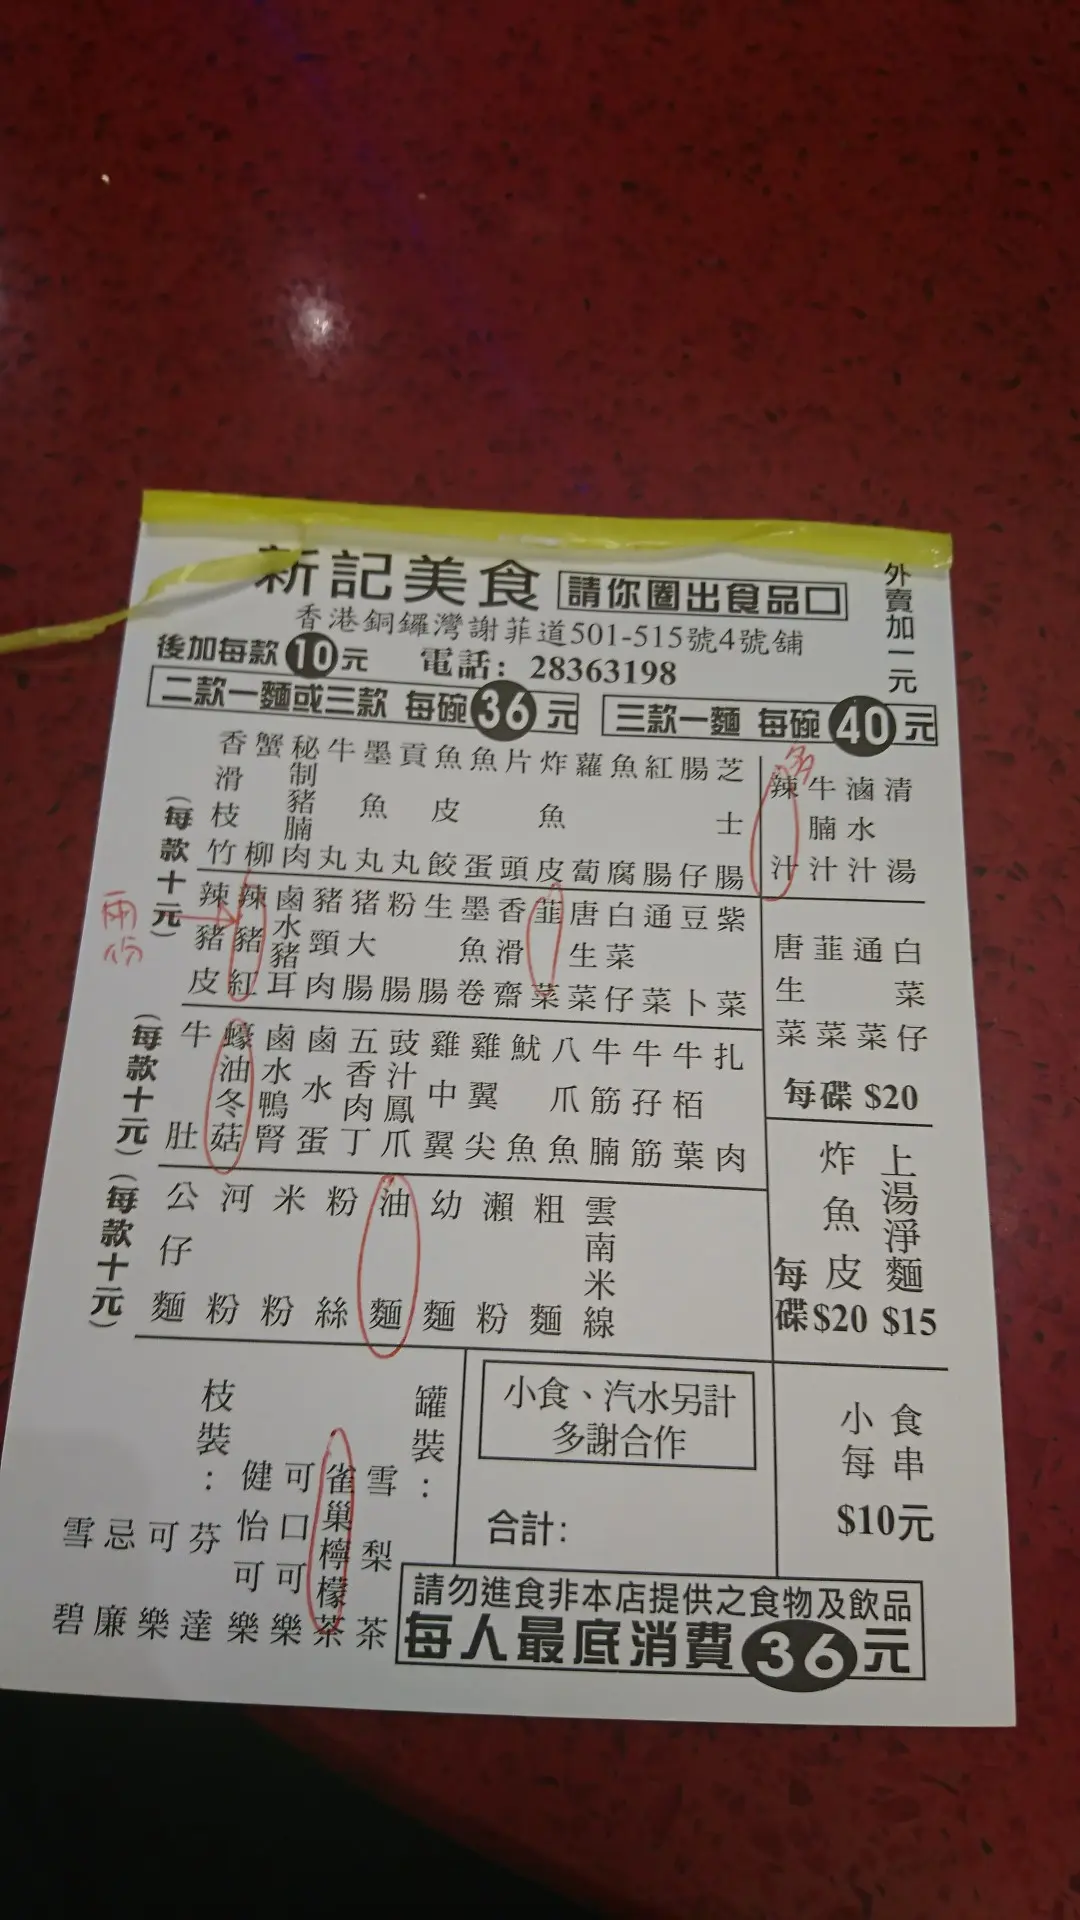 新記美食 請你圈出食品口
外賣加一元
香港銅鑼灣謝菲道501-515號4號舖
後加每款10元 電話: 28363198
二款一麵或三款 每碗36元
三款一麵 每碗40元
(每款十元)
香滑枝竹
蟹柳
秘制豬腩肉
牛丸
墨魚丸
貢丸
魚皮餃
魚蛋
片頭
炸魚皮
蘿蔔
魚腐
紅腸
腸仔
芝士腸
多
辣汁
牛腩汁
滷水汁
清湯
兩份
辣豬皮
辣豬紅
鹵水豬耳
豬頸肉
猪大腸
粉腸
生腸
墨魚卷
香滑齋
韮菜
唐生菜
白菜仔
通菜
豆卜
紫菜
唐生菜
韮菜
通菜
白菜仔
每碟 $20
(每款十元)
牛肚
蠔油冬菇
鹵水鴨腎
鹵水蛋
五香肉丁
豉汁鳳爪
雞中翼
雞翼尖
魷魚
八爪魚
牛筋腩
牛孖筋
牛栢葉
扎肉
(每款十元)
公仔麵
河粉
米粉
粉絲
油麵
幼麵
瀨粉
粗麵
雲南米線
炸魚皮
每碟$20
上湯淨麵
$15
枝裝:
雪碧
忌廉
可樂
芬達
罐裝:
健怡可樂
可口可樂
雀巢檸檬茶
雪梨茶
小食、汽水另計
多謝合作
合計:
小食
每串
$10元
請勿進食非本店提供之食物及飲品
每人最底消費36元